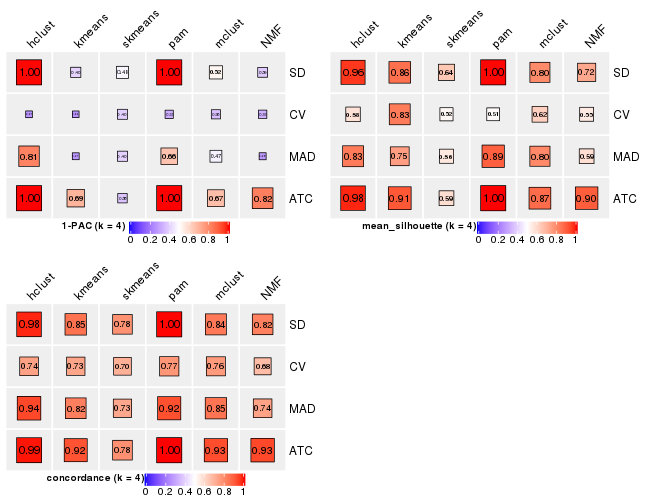 hclust kmeans skmeans pam mclust NMF
1.00 0.41 1.00 0.52 SD
CV
0.81 0.66 0.47 MAD
1.00 0.69 1.00 0.67 0.82 ATC
1-PAC (k = 4)
0 0.2 0.4 0.6 0.8 1
hclust kmeans skmeans pam mclust NMF
0.96 0.86 0.64 1.00 0.80 0.72 SD
0.58 0.83 0.52 0.51 0.62 0.55 CV
0.83 0.75 0.56 0.89 0.80 0.59 MAD
0.98 0.91 0.59 1.00 0.87 0.90 ATC
mean_silhouette (k = 4)
0 0.2 0.4 0.6 0.8 1
hclust kmeans skmeans pam mclust NMF
0.98 0.85 0.78 1.00 0.84 0.82 SD
0.74 0.73 0.70 0.77 0.76 0.68 CV
0.94 0.82 0.73 0.92 0.85 0.74 MAD
0.99 0.92 0.78 1.00 0.93 0.93 ATC
concordance (k = 4)
0 0.2 0.4 0.6 0.8 1